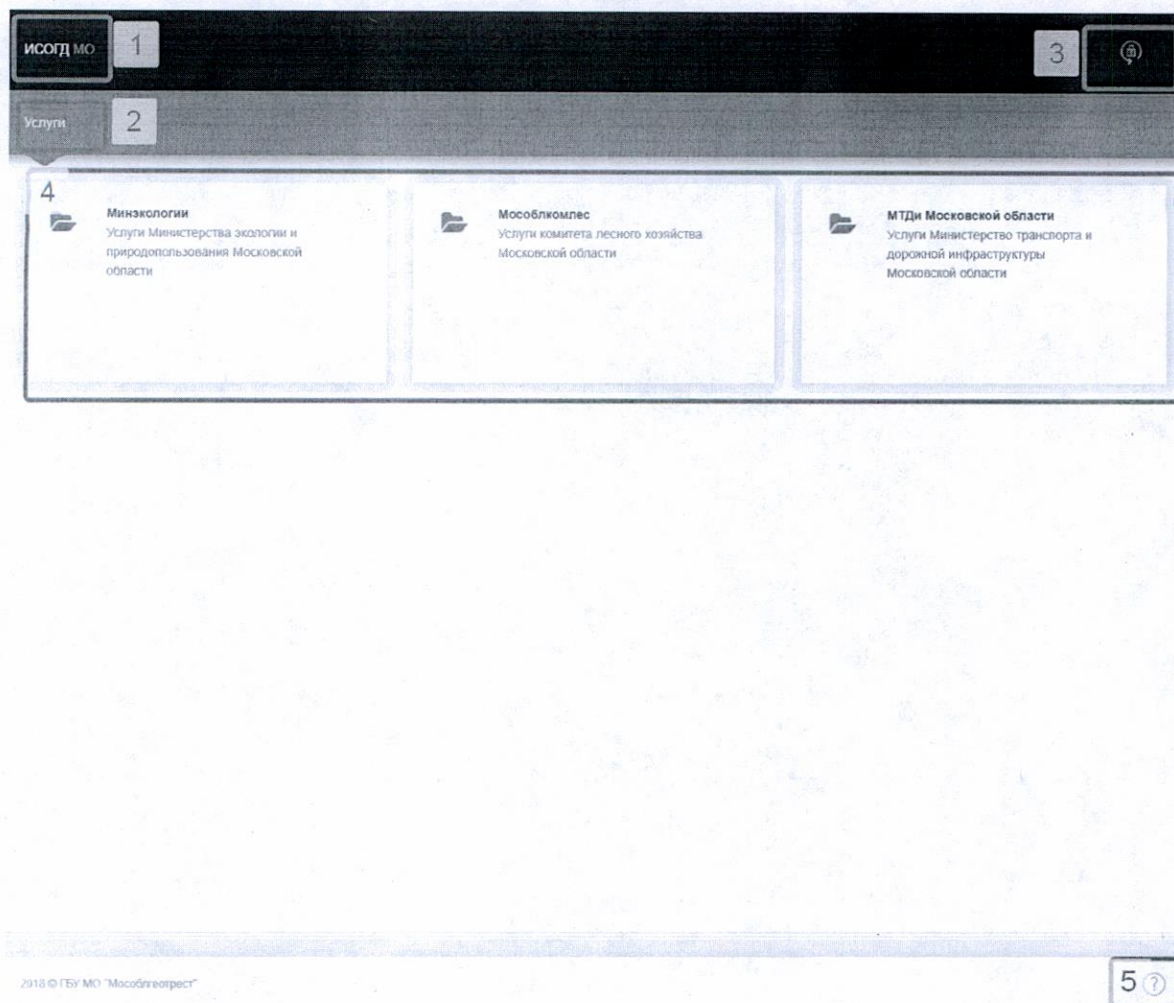 ИСОГД МО
1
3
Услуги
2
4
Минэкологии
Услуги Министерства экологии и
природопользования Московской
области
Мособлкомлес
Услуги комитета лесного хозяйства
Московской области
МТДи Московской области
Услуги Министерство транспорта и
дорожной инфраструктуры
Московской области
2918 © ГБУ МО "Мособлгеотрест"
5 ?